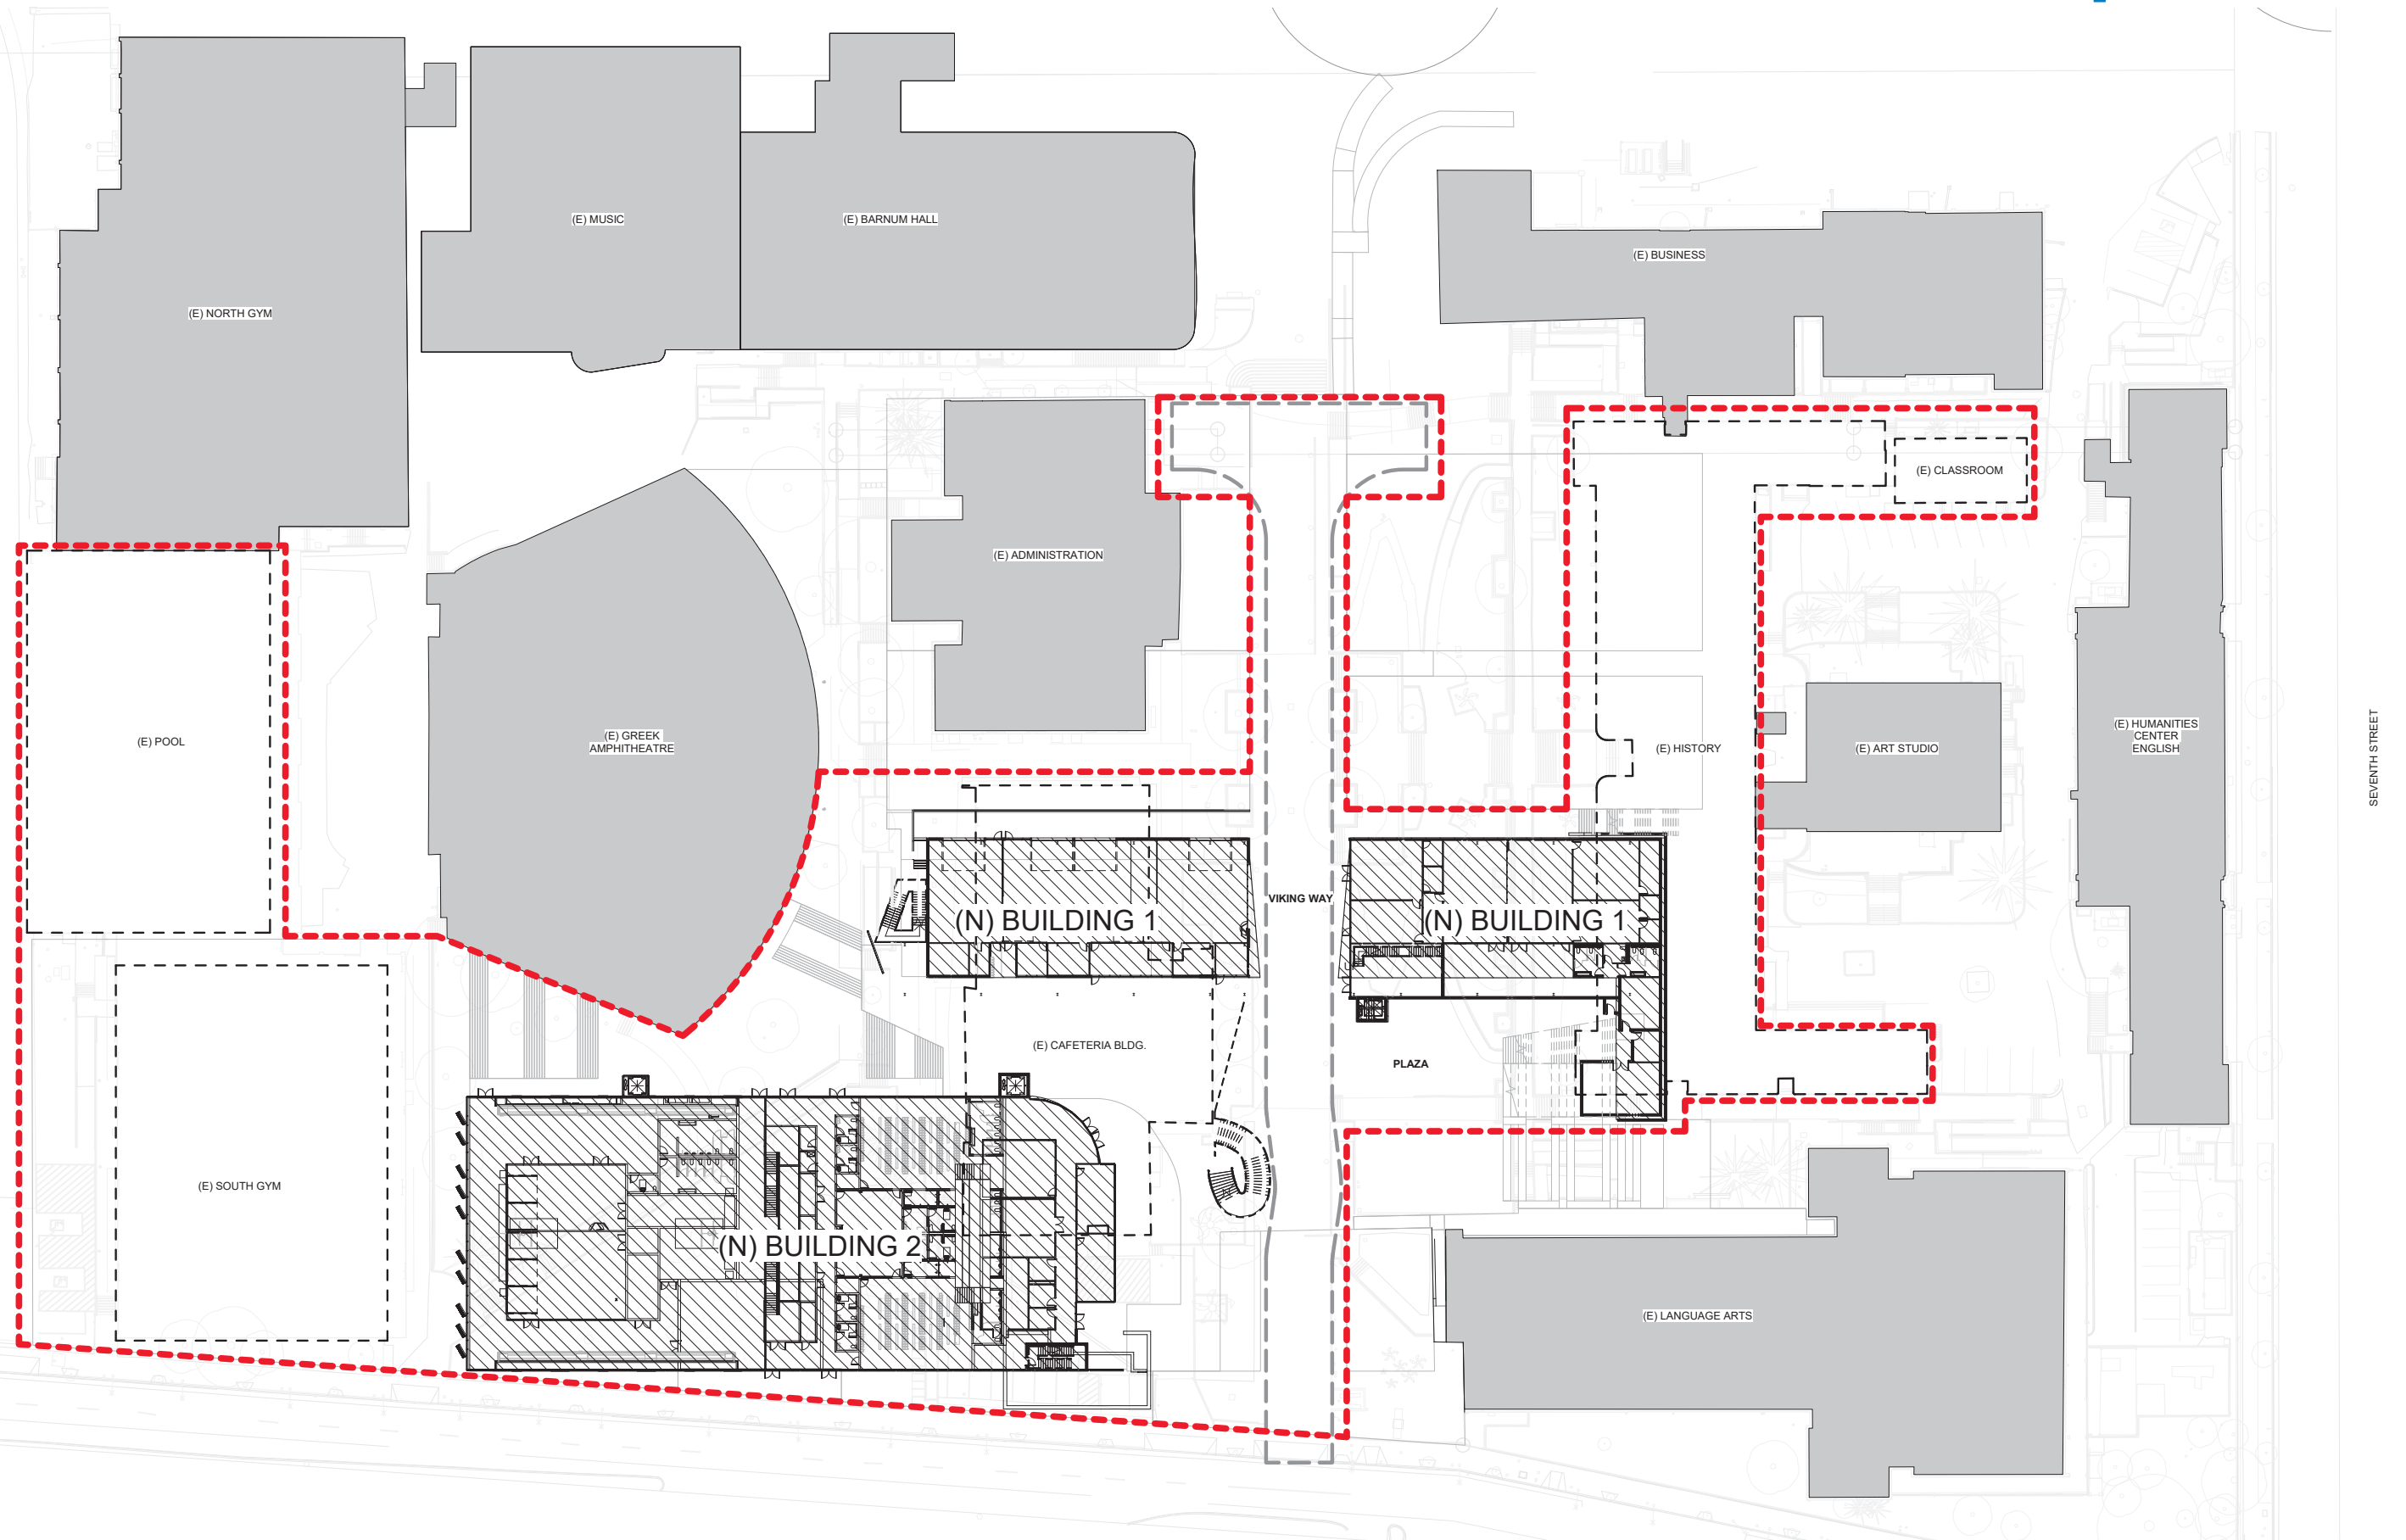 (E) MUSIC
(E) BARNUM HALL
(E) BUSINESS
(E) NORTH GYM
(E) CLASSROOM
(E) ADMINISTRATION
(E) POOL
(E) GREEK
AMPHITHEATRE
(E) HISTORY
(E) ART STUDIO
(E) HUMANITIES
CENTER
ENGLISH
SEVENTH STREET
VIKING WAY
(N) BUILDING 1
(N) BUILDING 1
(E) CAFETERIA BLDG.
PLAZA
(E) SOUTH GYM
(N) BUILDING 2
(E) LANGUAGE ARTS